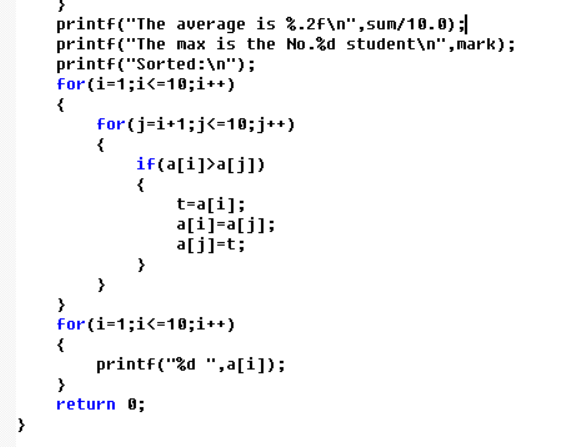 }
printf("The average is %.2f\n",sum/10.0);
printf("The max is the No.%d student\n",mark);
printf("Sorted:\n");
for(i=1;i<=10;i++)
{
for(j=i+1;j<=10;j++)
{
if(a[i]>a[j])
{
t=a[i];
a[i]=a[j];
a[j]=t;
}
}
}
for(i=1;i<=10;i++)
{
printf("%d ",a[i]);
}
return 0;
}